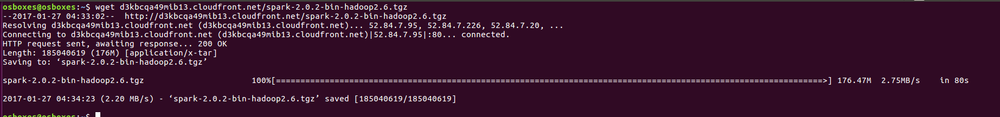 osboxes@osboxes:~$ wget d3kbcqa49mib13.cloudfront.net/spark-2.0.2-bin-hadoop2.6.tgz
--2017-01-27 04:33:02--  http://d3kbcqa49mib13.cloudfront.net/spark-2.0.2-bin-hadoop2.6.tgz
Resolving d3kbcqa49mib13.cloudfront.net (d3kbcqa49mib13.cloudfront.net)... 52.84.7.95, 52.84.7.226, 52.84.7.20, ...
Connecting to d3kbcqa49mib13.cloudfront.net (d3kbcqa49mib13.cloudfront.net)|52.84.7.95|:80... connected.
HTTP request sent, awaiting response... 200 OK
Length: 185040619 (176M) [application/x-tar]
Saving to: ‘spark-2.0.2-bin-hadoop2.6.tgz’
spark-2.0.2-bin-hadoop2.6.tgz 100%[================================================================================================================>] 176.47M 2.75MB/s in 80s
2017-01-27 04:34:23 (2.20 MB/s) - ‘spark-2.0.2-bin-hadoop2.6.tgz’ saved [185040619/185040619]
osboxes@osboxes:~$